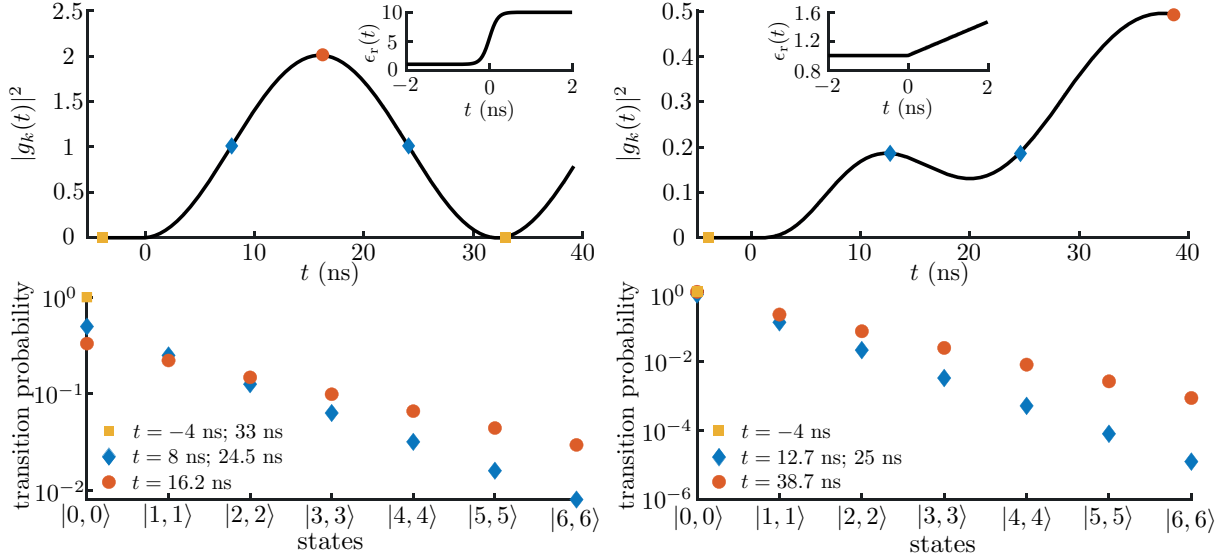 |g_k(t)|²
2.5
2
1.5
1
0.5
0
0 10 20 30 40
t (ns)
ϵ_r(t)
10
5
0
−2 0 2
t (ns)
|g_k(t)|²
0.5
0.4
0.3
0.2
0.1
0
0 10 20 30 40
t (ns)
ϵ_r(t)
1.6
1.2
0.8
−2 0 2
t (ns)
transition probability
10⁰
10⁻¹
10⁻²
t = −4 ns; 33 ns
t = 8 ns; 24.5 ns
t = 16.2 ns
|0, 0⟩ |1, 1⟩ |2, 2⟩ |3, 3⟩ |4, 4⟩ |5, 5⟩ |6, 6⟩
states
transition probability
10⁰
10⁻²
10⁻⁴
10⁻⁶
t = −4 ns
t = 12.7 ns; 25 ns
t = 38.7 ns
|0, 0⟩ |1, 1⟩ |2, 2⟩ |3, 3⟩ |4, 4⟩ |5, 5⟩ |6, 6⟩
states